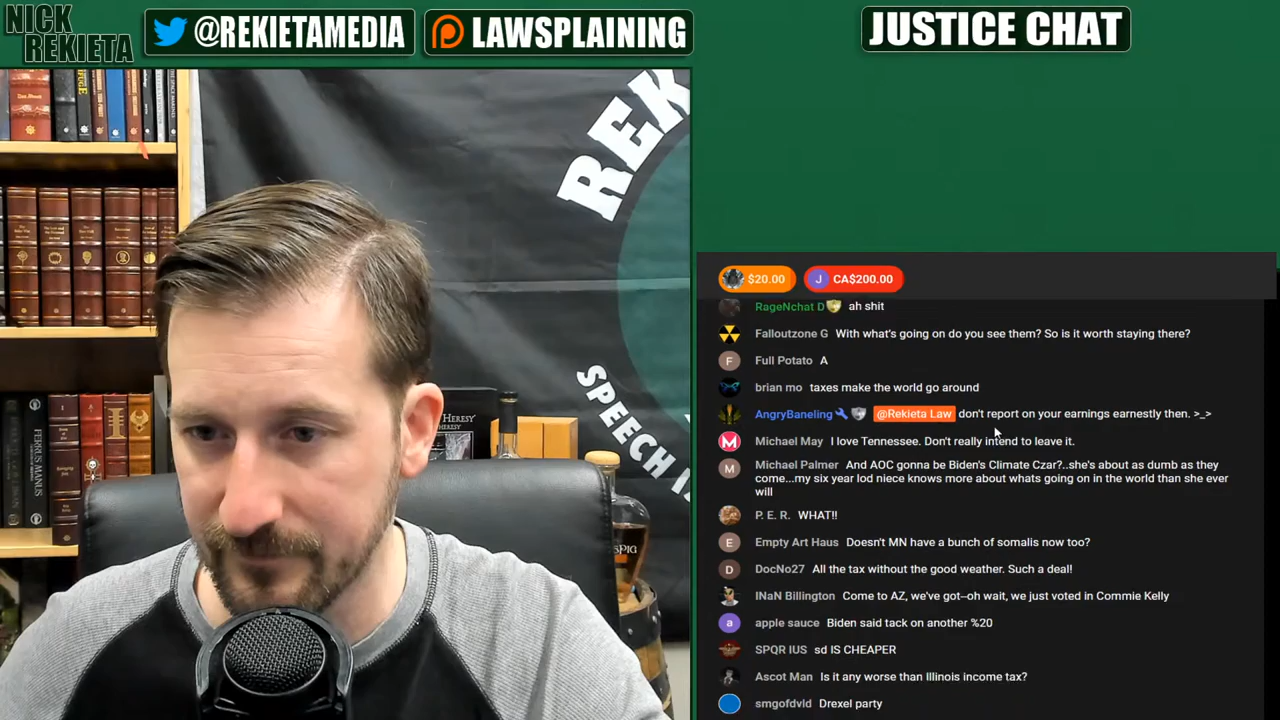 NICK
REKIETA
@REKIETAMEDIA
LAWSPLAINING
JUSTICE CHAT
REK
SPEECH
HERESY
FERRUS MANUS
$20.00
J CA$200.00
RageNchat D ah shit
Falloutzone G With what's going on do you see them? So is it worth staying there?
F Full Potato A
brian mo taxes make the world go around
AngryBaneling @Rekieta Law don't report on your earnings earnestly then. >_>
Michael May I love Tennessee. Don't really intend to leave it.
M Michael Palmer And AOC gonna be Biden's Climate Czar?..she's about as dumb as they
come...my six year lod niece knows more about whats going on in the world than she ever
will
P. E. R. WHAT!!
E Empty Art Haus Doesn't MN have a bunch of somalis now too?
D DocNo27 All the tax without the good weather. Such a deal!
INaN Billington Come to AZ, we've got--oh wait, we just voted in Commie Kelly
a apple sauce Biden said tack on another %20
SPQR IUS sd IS CHEAPER
Ascot Man Is it any worse than Illinois income tax?
smgofdvld Drexel party